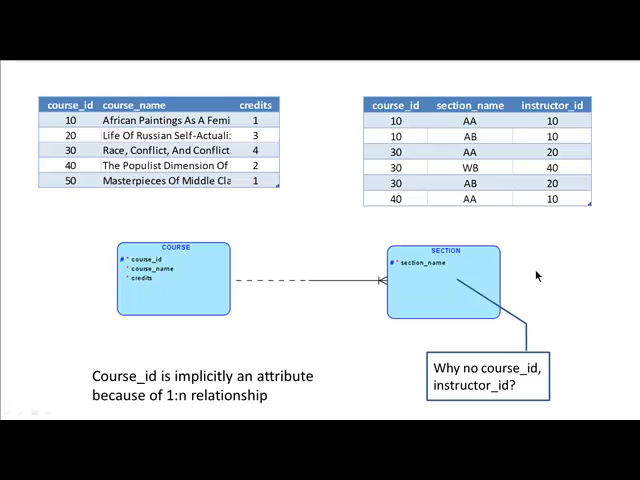 course_id course_name credits
10 African Paintings As A Femi 1
20 Life Of Russian Self-Actuali 3
30 Race, Conflict, And Conflict 4
40 The Populist Dimension Of 2
50 Masterpieces Of Middle Cla 1
course_id section_name instructor_id
10 AA 10
10 AB 10
30 AA 20
30 WB 40
30 AB 20
40 AA 10
COURSE
# * course_id
* course_name
* credits
SECTION
# * section_name
Why no course_id,
instructor_id?
Course_id is implicitly an attribute
because of 1:n relationship